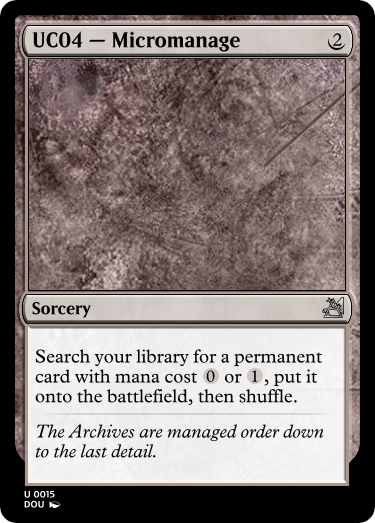 UC04 — Micromanage 2
Sorcery
Search your library for a permanent
card with mana cost 0 or 1, put it
onto the battlefield, then shuffle.
The Archives are managed order down
to the last detail.
U 0015
DOU